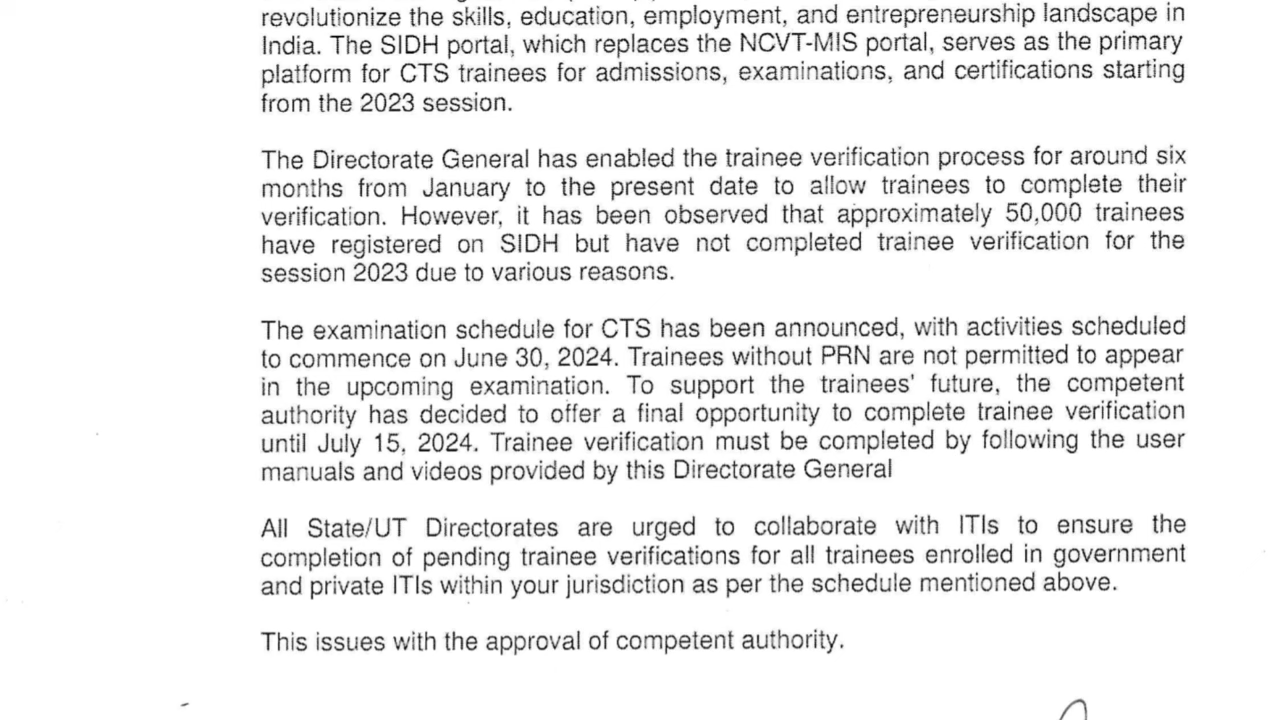 revolutionize the skills, education, employment, and entrepreneurship landscape in
India. The SIDH portal, which replaces the NCVT-MIS portal, serves as the primary
platform for CTS trainees for admissions, examinations, and certifications starting
from the 2023 session.
The Directorate General has enabled the trainee verification process for around six
months from January to the present date to allow trainees to complete their
verification. However, it has been observed that approximately 50,000 trainees
have registered on SIDH but have not completed trainee verification for the
session 2023 due to various reasons.
The examination schedule for CTS has been announced, with activities scheduled
to commence on June 30, 2024. Trainees without PRN are not permitted to appear
in the upcoming examination. To support the trainees' future, the competent
authority has decided to offer a final opportunity to complete trainee verification
until July 15, 2024. Trainee verification must be completed by following the user
manuals and videos provided by this Directorate General
All State/UT Directorates are urged to collaborate with ITIs to ensure the
completion of pending trainee verifications for all trainees enrolled in government
and private ITIs within your jurisdiction as per the schedule mentioned above.
This issues with the approval of competent authority.